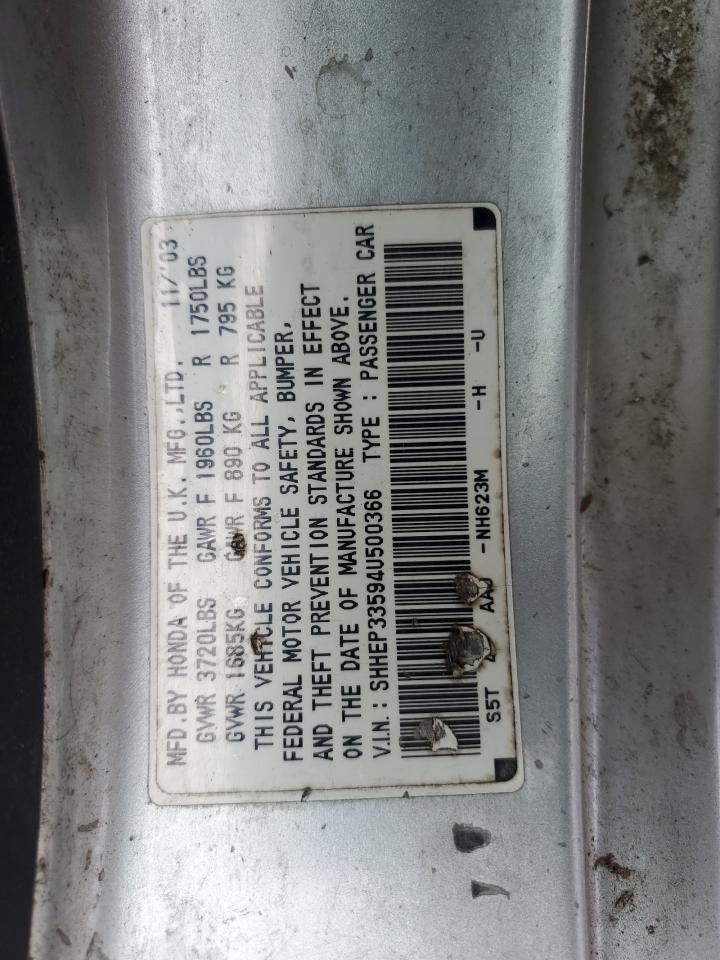 MFD.BY HONDA OF THE U.K. MFG.,LTD. 11/'03
GVWR 3720LBS GAWR F 1960LBS R 1750LBS
GVWR 1685KG GAWR F 890 KG R 795 KG
THIS VEHICLE CONFORMS TO ALL APPLICABLE
FEDERAL MOTOR VEHICLE SAFETY, BUMPER,
AND THEFT PREVENTION STANDARDS IN EFFECT
ON THE DATE OF MANUFACTURE SHOWN ABOVE.
V.I.N.: SHHEP33594U500366 TYPE : PASSENGER CAR
S5T AAJ -NH623M -H -U